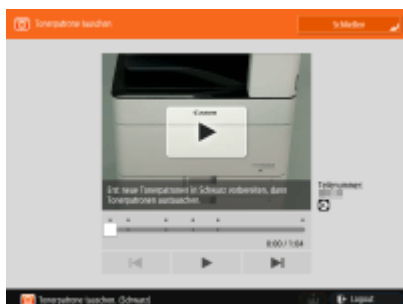 Tonerpatrone tauschen
Schließen
Canon
Erst neue Tonerpatronen in Schwarz vorbereiten, dann
Tonerpatronen austauschen.
Teilenummer:
0:00 / 1:04
Tonerpatrone tauschen. (Schwarz)
Logout